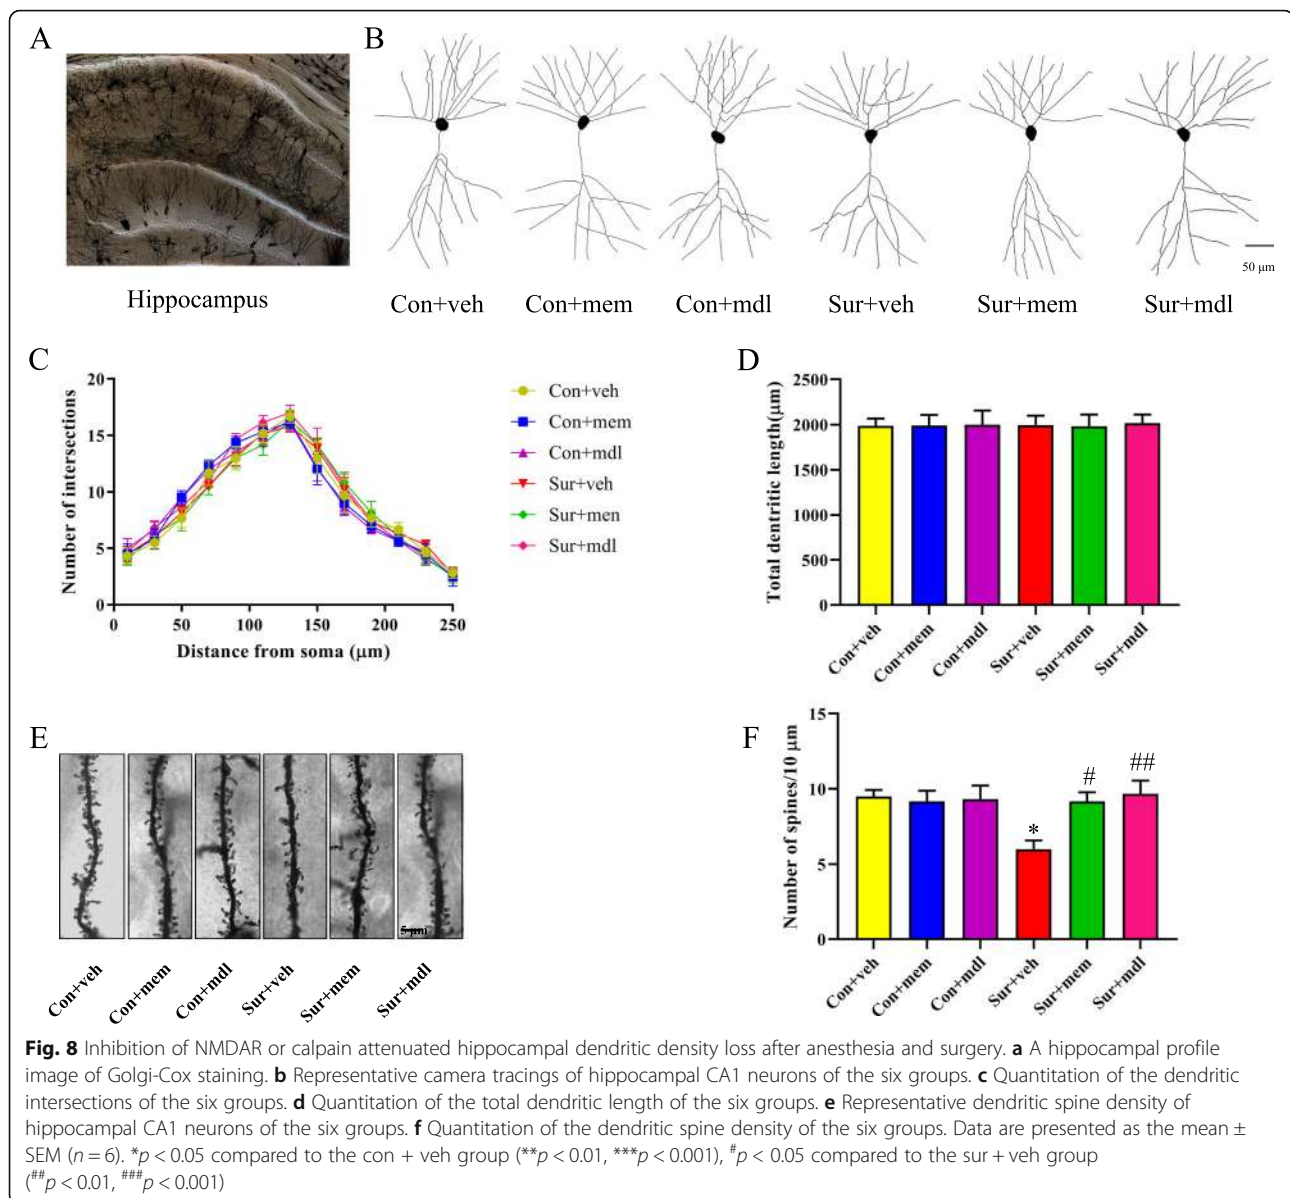 A
B
Hippocampus
Con+veh
Con+mem
Con+mdl
Sur+veh
Sur+mem
Sur+mdl
50 μm
C
Number of intersections
20
15
10
5
0
0
50
100
150
200
250
Distance from soma (μm)
Con+veh
Con+mem
Con+mdl
Sur+veh
Sur+men
Sur+mdl
D
Total dentritic length(μm)
2500
2000
1500
1000
500
0
Con+veh
Con+mem
Con+mdl
Sur+veh
Sur+mem
Sur+mdl
E
5 μm
Con+veh
Con+mem
Con+mdl
Sur+veh
Sur+mem
Sur+mdl
F
Number of spines/10 μm
15
10
5
0
*
#
##
Con+veh
Con+mem
Con+mdl
Sur+veh
Sur+mem
Sur+mdl
Fig. 8 Inhibition of NMDAR or calpain attenuated hippocampal dendritic density loss after anesthesia and surgery. a A hippocampal profile
image of Golgi-Cox staining. b Representative camera tracings of hippocampal CA1 neurons of the six groups. c Quantitation of the dendritic
intersections of the six groups. d Quantitation of the total dendritic length of the six groups. e Representative dendritic spine density of
hippocampal CA1 neurons of the six groups. f Quantitation of the dendritic spine density of the six groups. Data are presented as the mean ±
SEM (n = 6). *p < 0.05 compared to the con + veh group (**p < 0.01, ***p < 0.001), #p < 0.05 compared to the sur + veh group
(##p < 0.01, ###p < 0.001)